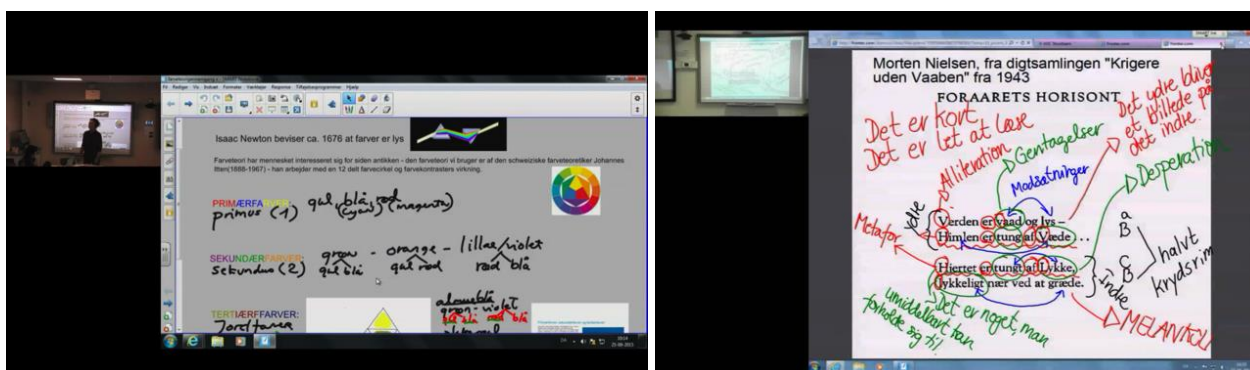 Isaac Newton beviser ca. 1676 at farver er lys
Farveteori har mennesket interesseret sig for siden antikken - den farveteori vi bruger er af den schweiziske farveteoretiker Johannes
Itten(1888-1967) - han arbejder med en 12 delt farvecirkel og farvekontrasters virkning.
PRIMÆRFARVER:
primus (1)
gul, blå, rød
(cyan) (magenta)
SEKUNDÆRFARVER:
sekundus (2)
grøn - orange - lilla/violet
gul blå gul rød rød blå
TERTIÆRFARVER:
Jordfarve
grøn-violet
Morten Nielsen, fra digtsamlingen "Krigere
uden Vaaben" fra 1943
FORAARETS HORISONT
Det er kort
Det er let at læse
Alliteration
Gentagelser
Modsætninger
Det ydre bliver
et billede på
det indre.
Desperation
Metafor
Ydre
Verden er vaad og lys –
Himlen er tung af Væde . .
Hjertet er tungt af Lykke,
lykkeligt nær ved at græde.
Indre
a
B
C
B
halvt
krydsrim
Det er noget, man
umiddelbart kan
forholde sig til!
MELANKOLI